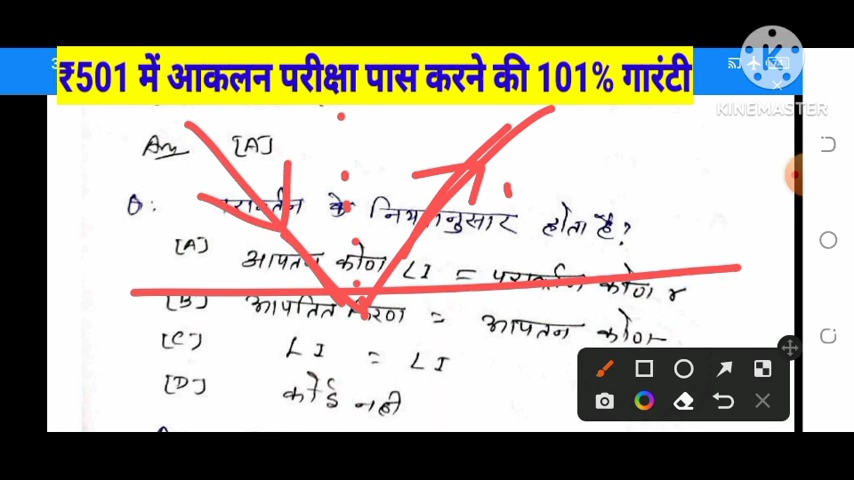 ₹501 में आकलन परीक्षा पास करने की 101% गारंटी
KINEMASTER
Ans [A]
Q: परावर्तन के नियमानुसार होता है?
[A] आपतन कोण ∠I = परावर्तन कोण r
[B] आपतित किरण = आपतन कोण
[C] ∠I = ∠I
[D] कोई नही